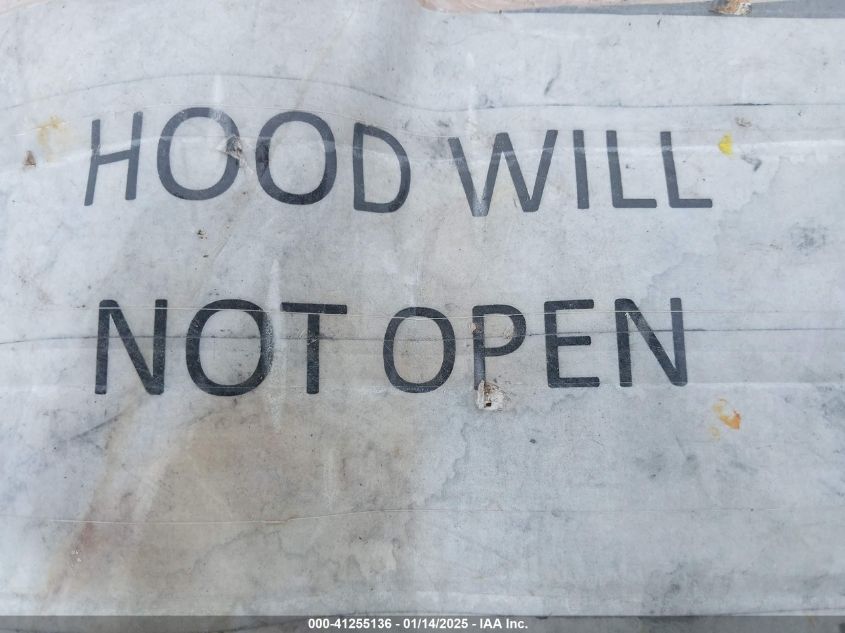 HOOD WILL
NOT OPEN
000-41255136 - 01/14/2025 - IAA Inc.